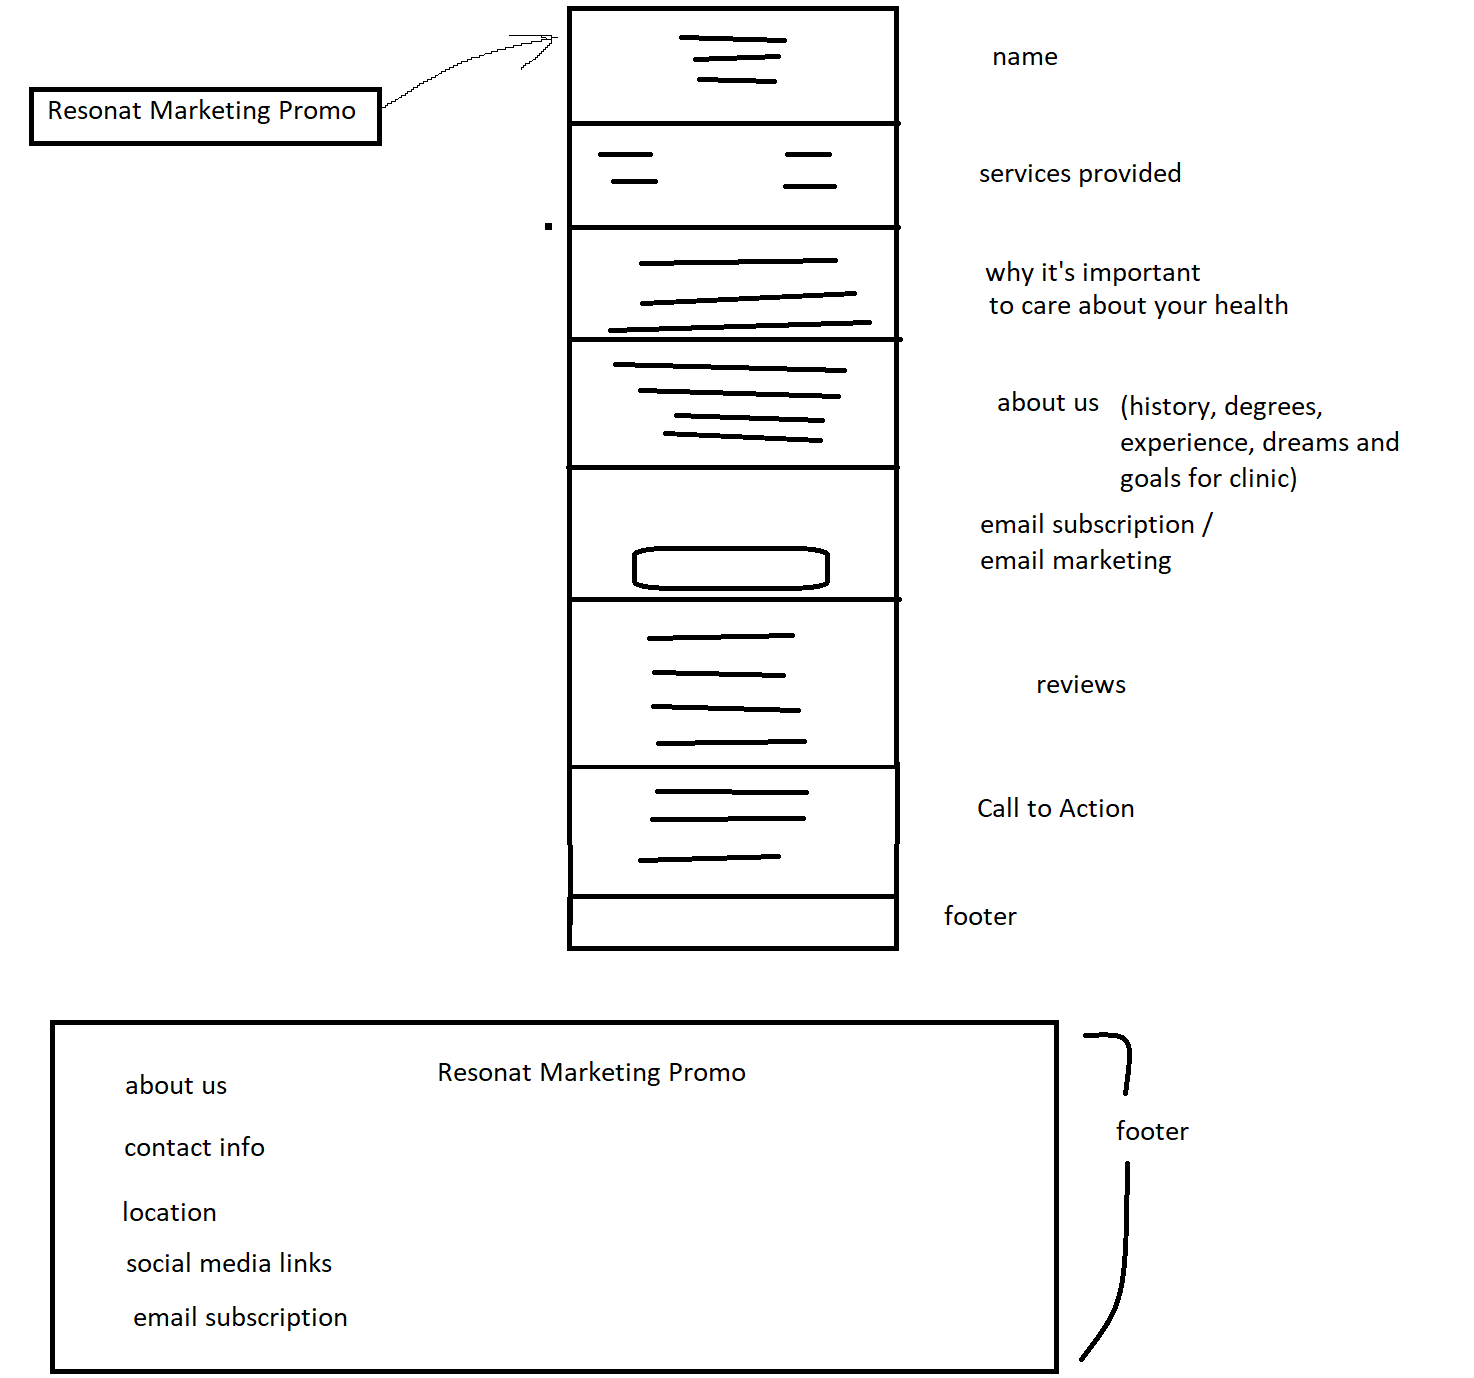 name
Resonat Marketing Promo
services provided
why it's important
to care about your health
about us
(history, degrees,
experience, dreams and
goals for clinic)
email subscription /
email marketing
reviews
Call to Action
footer
Resonat Marketing Promo
about us
contact info
location
social media links
email subscription
footer